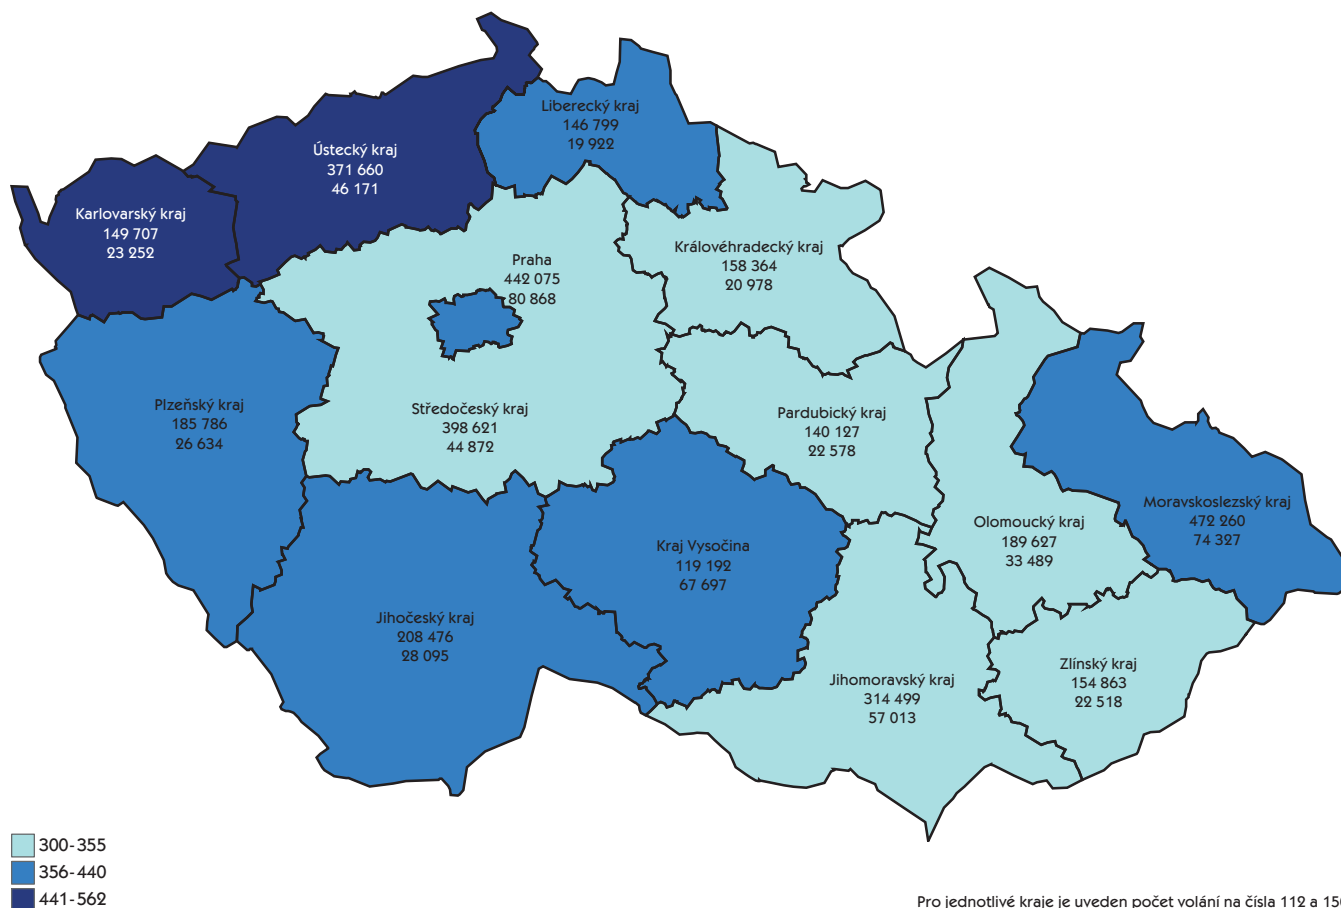 Liberecký kraj
146 799
19 922
Ústecký kraj
371 660
46 171
Karlovarský kraj
149 707
23 252
Královéhradecký kraj
158 364
20 978
Praha
442 075
80 868
Plzeňský kraj
185 786
26 634
Středočeský kraj
398 621
44 872
Pardubický kraj
140 127
22 578
Moravskoslezský kraj
472 260
74 327
Olomoucký kraj
189 627
33 489
Kraj Vysočina
119 192
67 697
Jihočeský kraj
208 476
28 095
Zlínský kraj
154 863
22 518
Jihomoravský kraj
314 499
57 013
300-355
356-440
441-562
Pro jednotlivé kraje je uveden počet volání na čísla 112 a